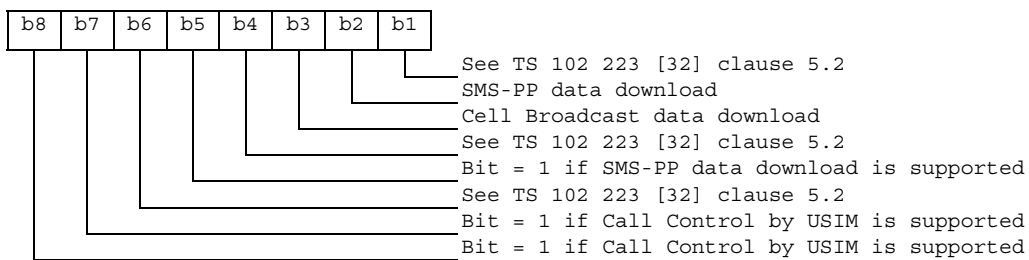 b8 b7 b6 b5 b4 b3 b2 b1
See TS 102 223 [32] clause 5.2
SMS-PP data download
Cell Broadcast data download
See TS 102 223 [32] clause 5.2
Bit = 1 if SMS-PP data download is supported
See TS 102 223 [32] clause 5.2
Bit = 1 if Call Control by USIM is supported
Bit = 1 if Call Control by USIM is supported